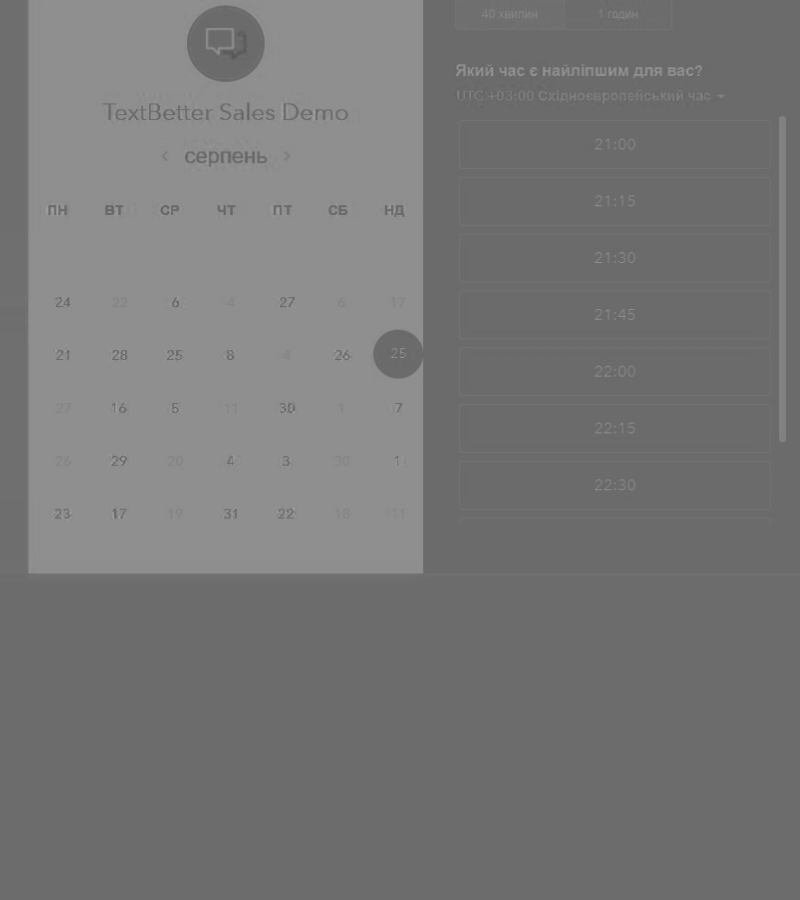 TextBetter Sales Demo
серпень
ПН ВТ СР ЧТ ПТ СБ НД
24 22 6 4 27 6 17
21 28 25 8 4 26 25
27 16 5 11 30 1 7
26 29 20 4 3 30 1
23 17 19 31 22 18 11
40 хвилин 1 годин
Який час є найліпшим для вас?
UTC +03:00 Східноєвропейський час
21:00
21:15
21:30
21:45
22:00
22:15
22:30